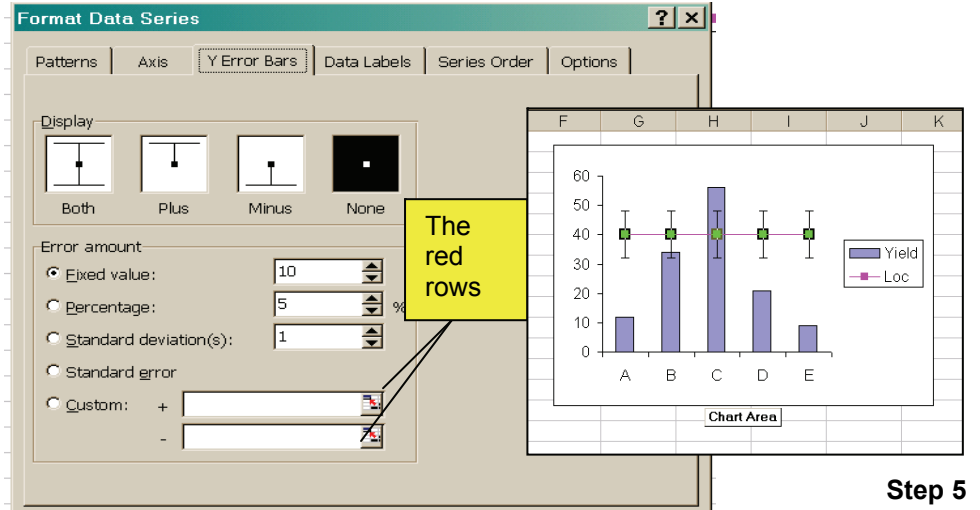 Format Data Series
Patterns Axis Y Error Bars Data Labels Series Order Options
Display
Both Plus Minus None
Error amount
Fixed value: 10
Percentage: 5 %
Standard deviation(s): 1
Standard error
Custom: +
-
The
red
rows
F G H I J K
60
50
40
30
20
10
0
A B C D E
Yield
Loc
Chart Area
Step 5